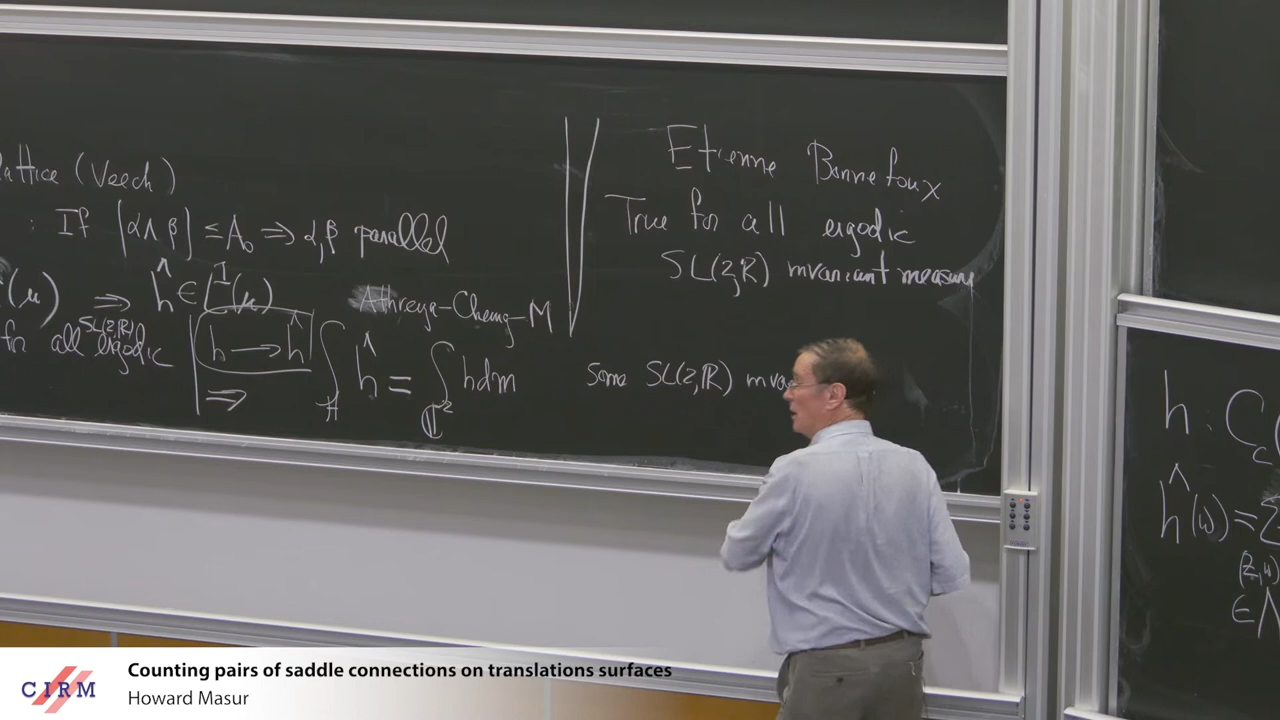 attice (Veech)
: If |α∧β| ≤ A₀ ⇒ α,β parallel
(μ) ⇒ ĥ ∈ L¹(μ)
for all SL(2,R) ergodic
h → ĥ
⇒ ∫ ĥ = ∫_ℂ² h dm
Athreya-Cheung-M
Etienne Bonnefoux
True for all ergodic
SL(2,R) invariant measure
Some SL(2,ℝ) inva
h : C_c(
ĥ(ω) = Σ
(z,w)
∈ Λ
CIRM
Counting pairs of saddle connections on translations surfaces
Howard Masur